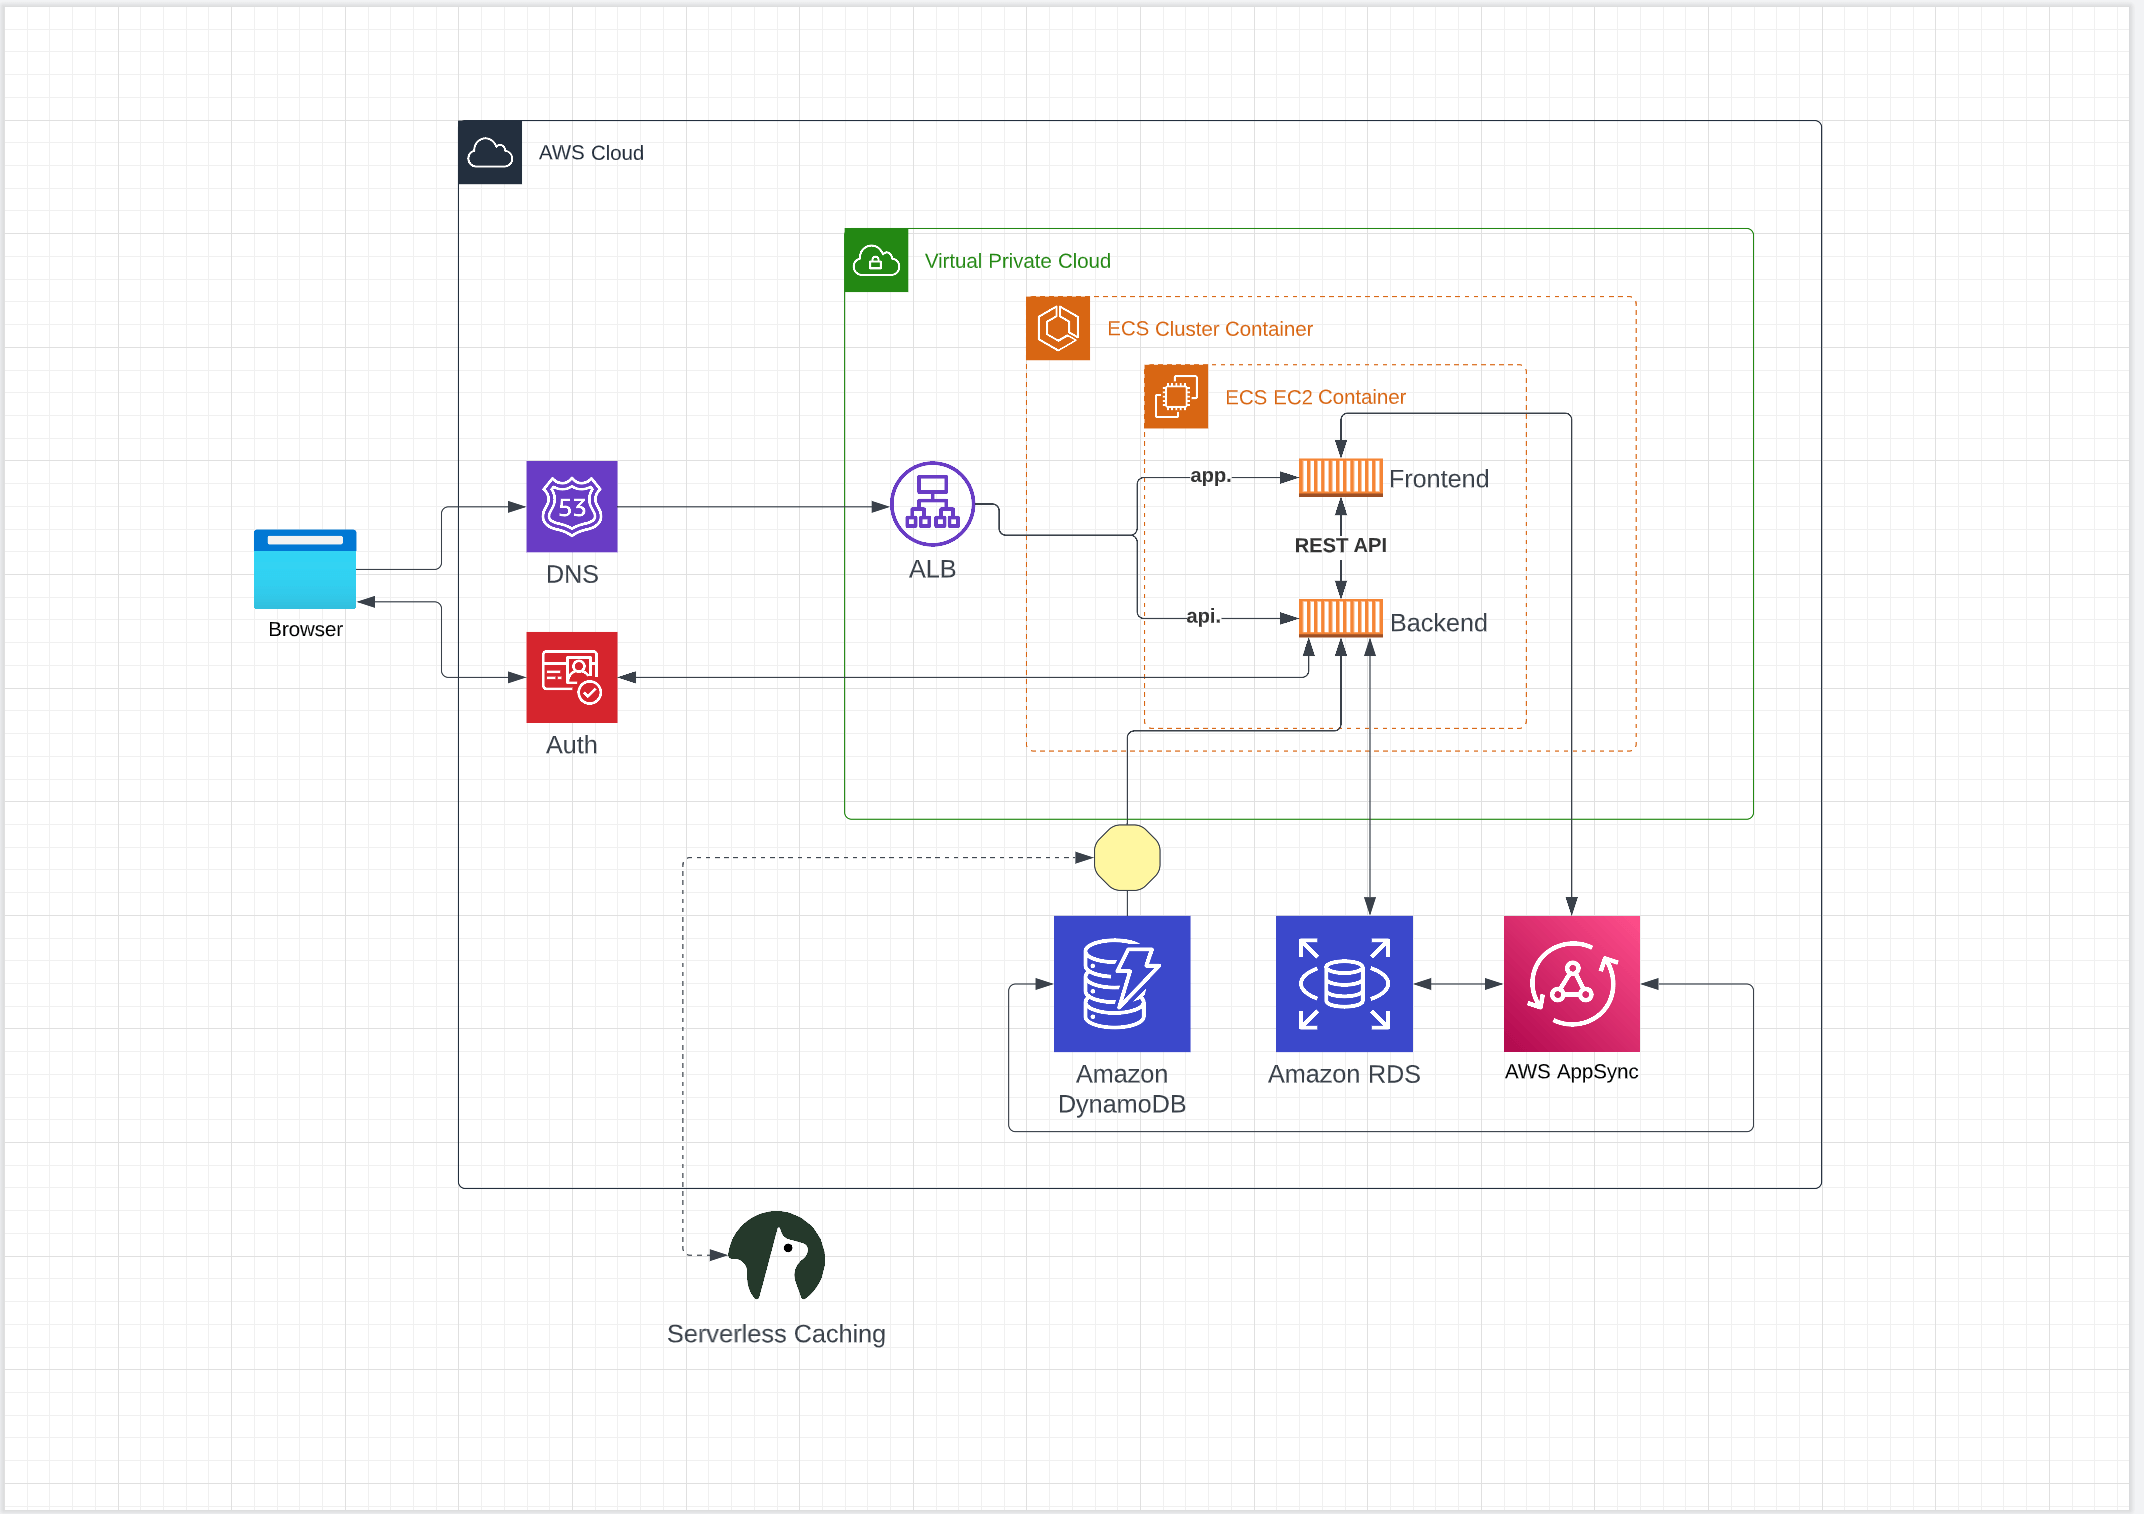 AWS Cloud
Virtual Private Cloud
ECS Cluster Container
ECS EC2 Container
app.
Frontend
53
DNS
ALB
REST API
Browser
api.
Backend
Auth
Amazon
DynamoDB
Amazon RDS
AWS AppSync
Serverless Caching